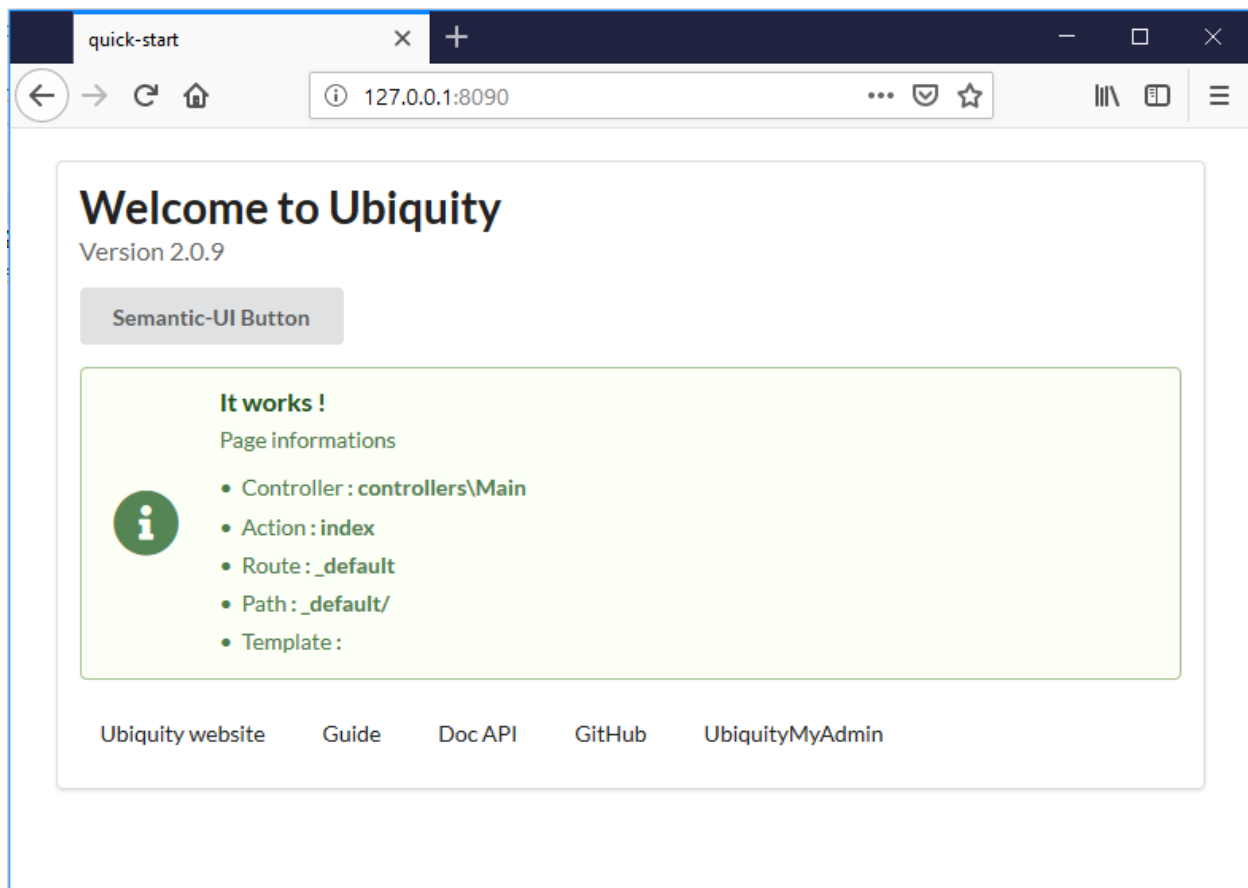 quick-start
127.0.0.1:8090
Welcome to Ubiquity
Version 2.0.9
Semantic-UI Button
It works !
Page informations
• Controller : controllers\Main
• Action : index
• Route : _default
• Path : _default/
• Template :
Ubiquity website Guide Doc API GitHub UbiquityMyAdmin